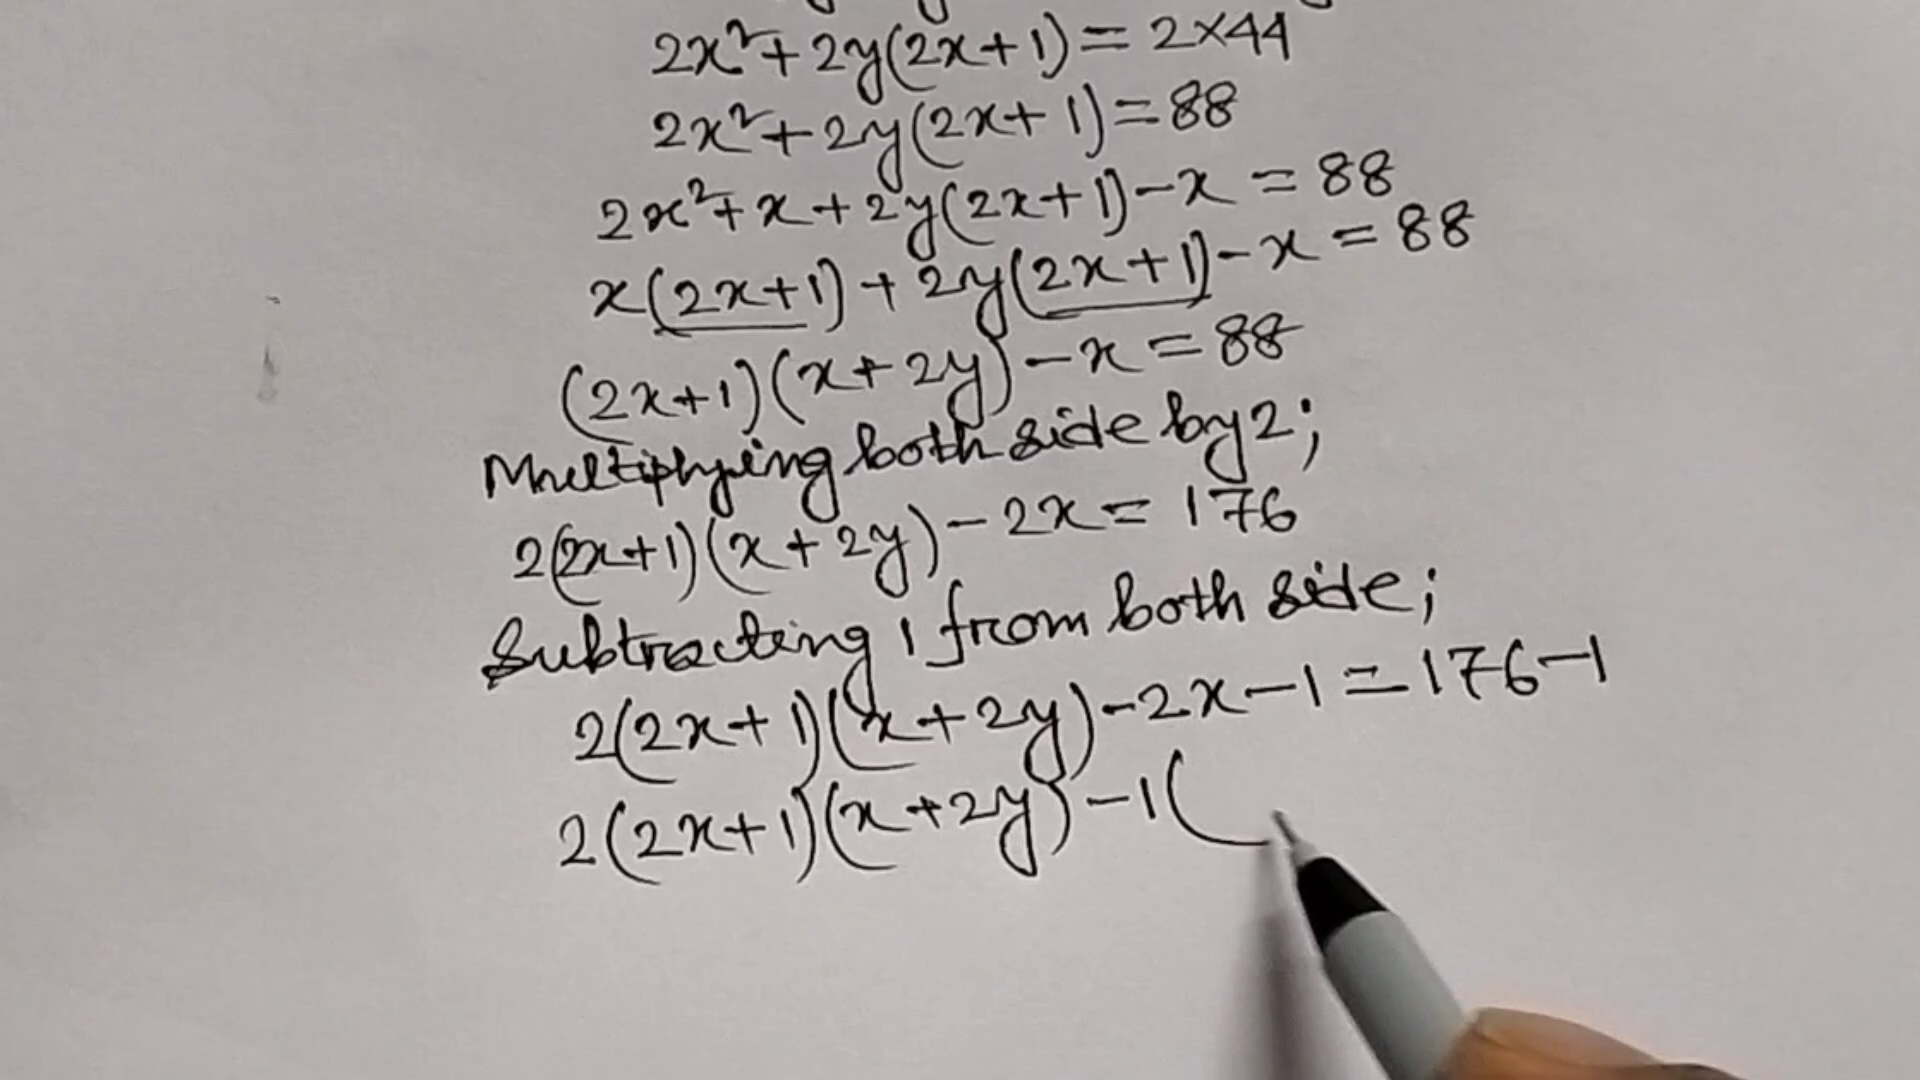 2x²+2y(2x+1)=2×44
2x²+2y(2x+1)=88
2x²+x+2y(2x+1)-x=88
x(2x+1)+2y(2x+1)-x=88
(2x+1)(x+2y)-x=88
Multiplying both side by 2;
2(2x+1)(x+2y)-2x=176
Subtracting 1 from both side;
2(2x+1)(x+2y)-2x-1=176-1
2(2x+1)(x+2y)-1(